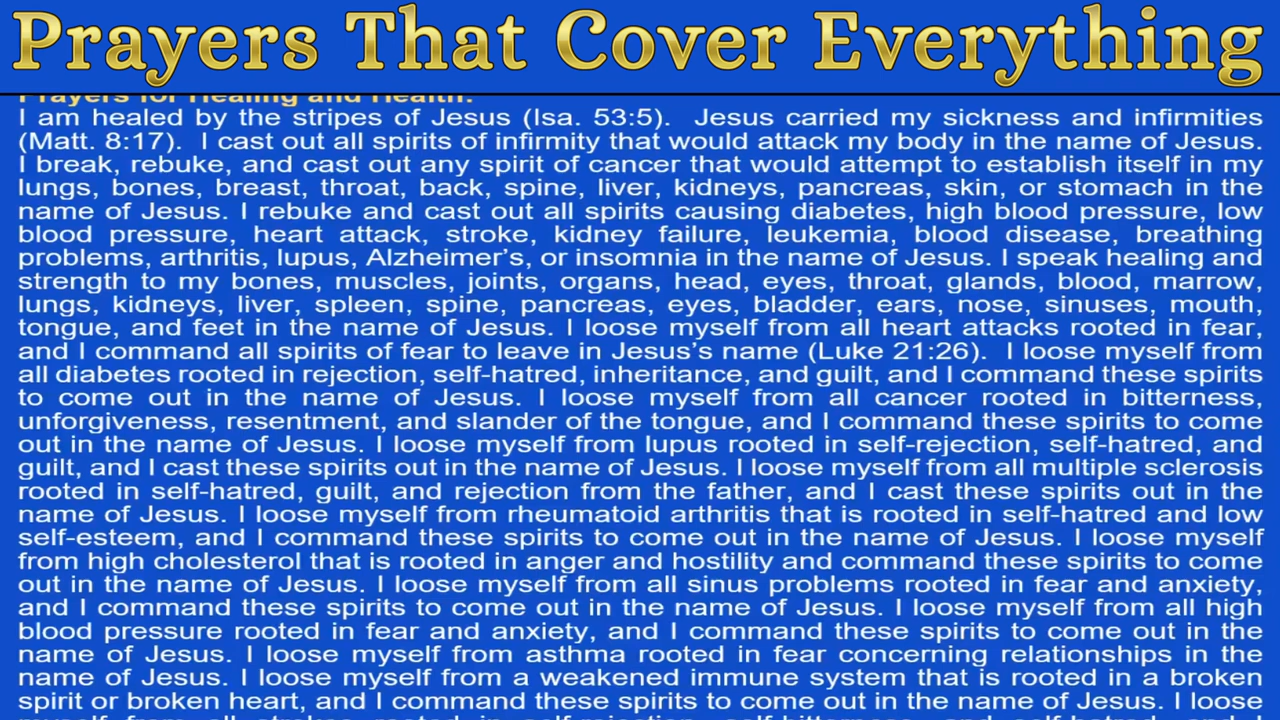 Prayers That Cover Everything
Prayers for Healing and Health:
I am healed by the stripes of Jesus (Isa. 53:5).  Jesus carried my sickness and infirmities
(Matt. 8:17).  I cast out all spirits of infirmity that would attack my body in the name of Jesus.
I break, rebuke, and cast out any spirit of cancer that would attempt to establish itself in my
lungs, bones, breast, throat, back, spine, liver, kidneys, pancreas, skin, or stomach in the
name of Jesus. I rebuke and cast out all spirits causing diabetes, high blood pressure, low
blood pressure, heart attack, stroke, kidney failure, leukemia, blood disease, breathing
problems, arthritis, lupus, Alzheimer’s, or insomnia in the name of Jesus. I speak healing and
strength to my bones, muscles, joints, organs, head, eyes, throat, glands, blood, marrow,
lungs, kidneys, liver, spleen, spine, pancreas, eyes, bladder, ears, nose, sinuses, mouth,
tongue, and feet in the name of Jesus. I loose myself from all heart attacks rooted in fear,
and I command all spirits of fear to leave in Jesus’s name (Luke 21:26).  I loose myself from
all diabetes rooted in rejection, self-hatred, inheritance, and guilt, and I command these spirits
to come out in the name of Jesus. I loose myself from all cancer rooted in bitterness,
unforgiveness, resentment, and slander of the tongue, and I command these spirits to come
out in the name of Jesus. I loose myself from lupus rooted in self-rejection, self-hatred, and
guilt, and I cast these spirits out in the name of Jesus. I loose myself from all multiple sclerosis
rooted in self-hatred, guilt, and rejection from the father, and I cast these spirits out in the
name of Jesus. I loose myself from rheumatoid arthritis that is rooted in self-hatred and low
self-esteem, and I command these spirits to come out in the name of Jesus. I loose myself
from high cholesterol that is rooted in anger and hostility and command these spirits to come
out in the name of Jesus. I loose myself from all sinus problems rooted in fear and anxiety,
and I command these spirits to come out in the name of Jesus. I loose myself from all high
blood pressure rooted in fear and anxiety, and I command these spirits to come out in the
name of Jesus. I loose myself from asthma rooted in fear concerning relationships in the
name of Jesus. I loose myself from a weakened immune system that is rooted in a broken
spirit or broken heart, and I command these spirits to come out in the name of Jesus. I loose
myself from all strokes rooted in self-rejection, self-bitterness, and